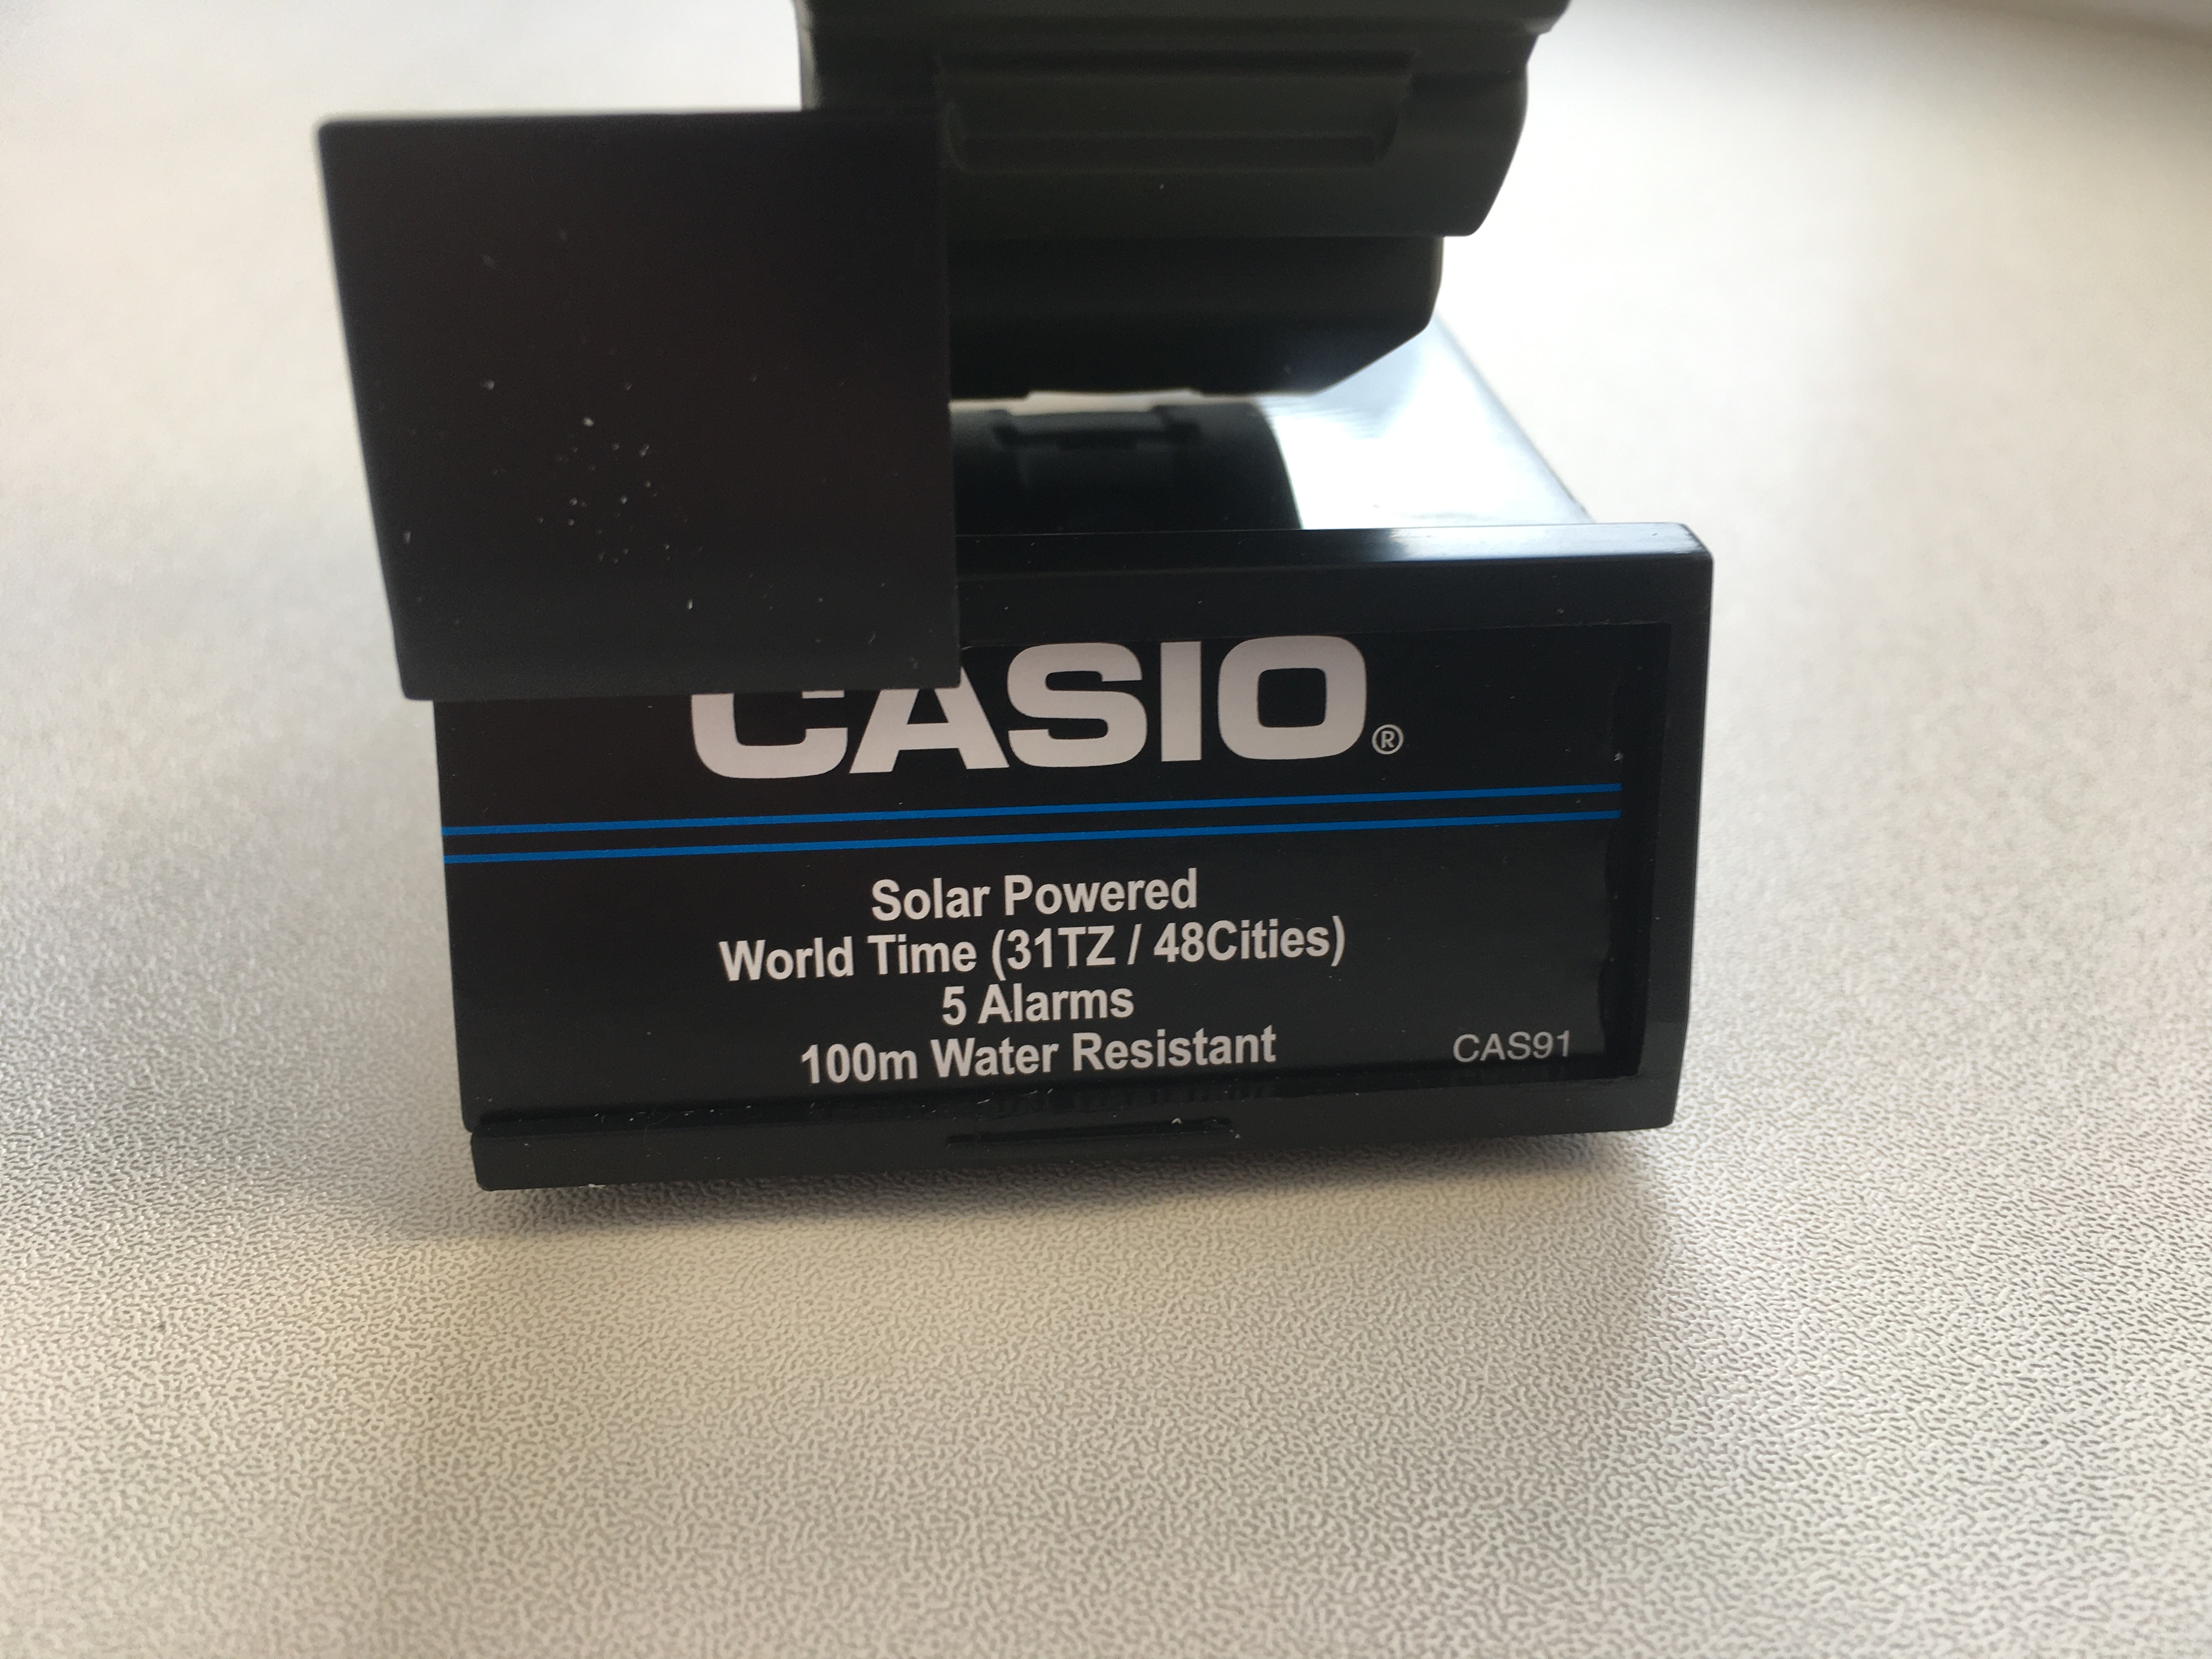 CASIO®
Solar Powered
World Time (31TZ / 48Cities)
5 Alarms
100m Water Resistant
CAS91